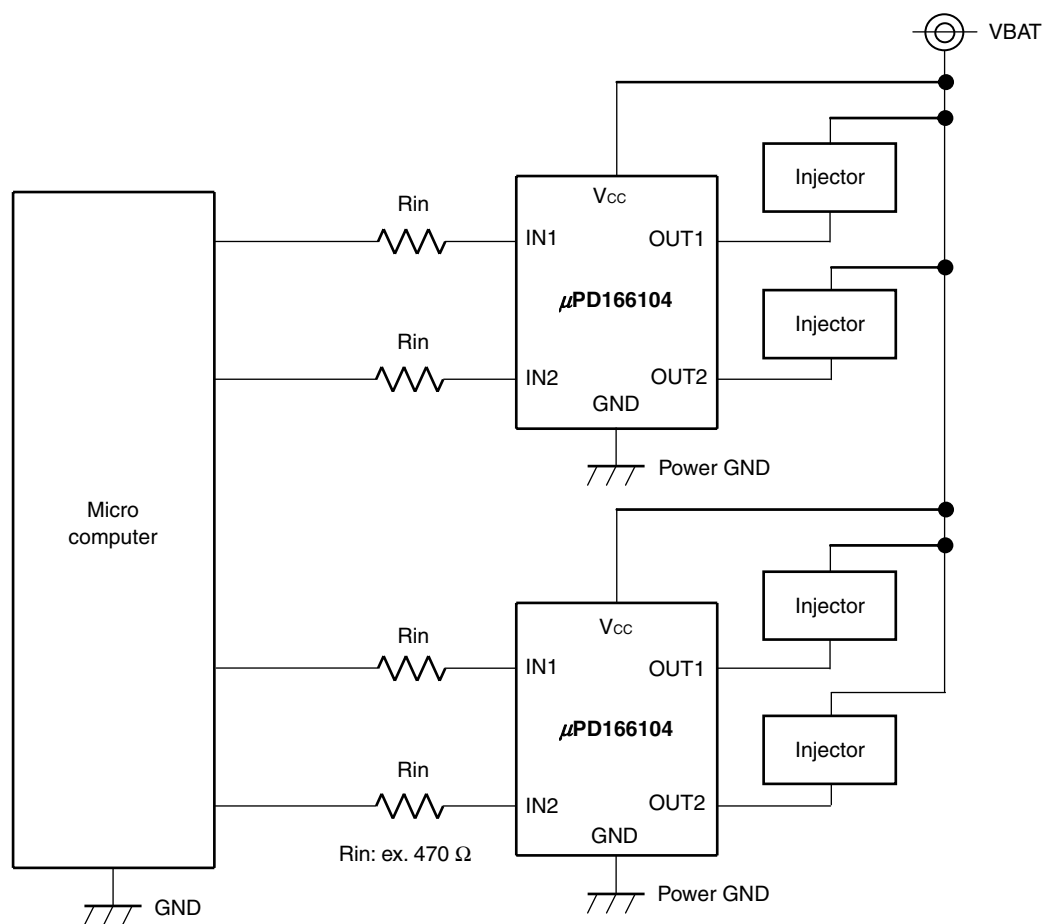 VBAT
Injector
Rin
VCC
IN1
OUT1
μPD166104
Injector
Rin
IN2
OUT2
GND
Power GND
Micro
computer
Injector
Rin
VCC
IN1
OUT1
μPD166104
Injector
Rin
IN2
OUT2
GND
Rin: ex. 470 Ω
Power GND
GND